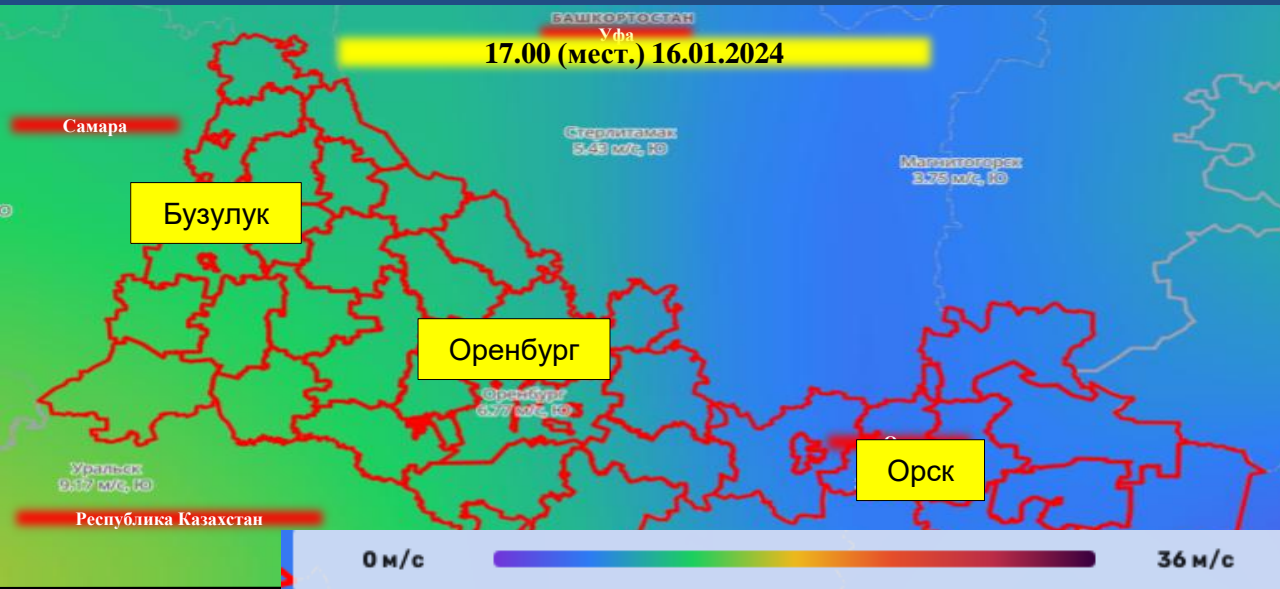 БАШКОРТОСТАН
Уфа
17.00 (мест.) 16.01.2024
Самара
Стерлитамак
5.43 м/с, Ю
Магнитогорск
3.75 м/с, Ю
Бузулук
Оренбург
Оренбург
6.77 м/с, Ю
Орск
Уральск
9.17 м/с, Ю
Республика Казахстан
0 м/с
36 м/с